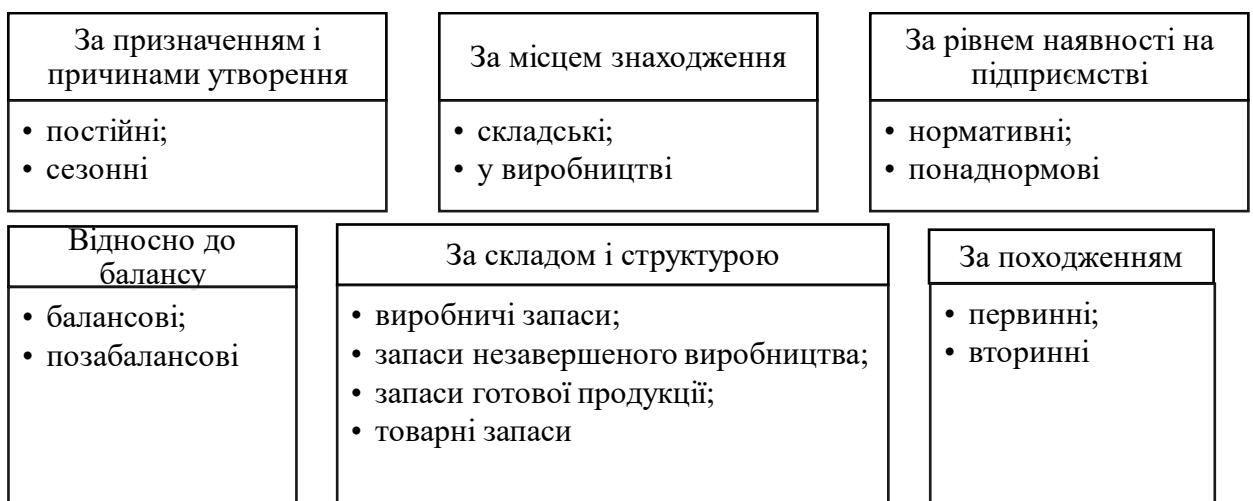 За призначенням і
причинами утворення
• постійні;
• сезонні
За місцем знаходження
• складські;
• у виробництві
За рівнем наявності на
підприємстві
• нормативні;
• понаднормові
Відносно до
балансу
• балансові;
• позабалансові
За складом і структурою
• виробничі запаси;
• запаси незавершеного виробництва;
• запаси готової продукції;
• товарні запаси
За походженням
• первинні;
• вторинні